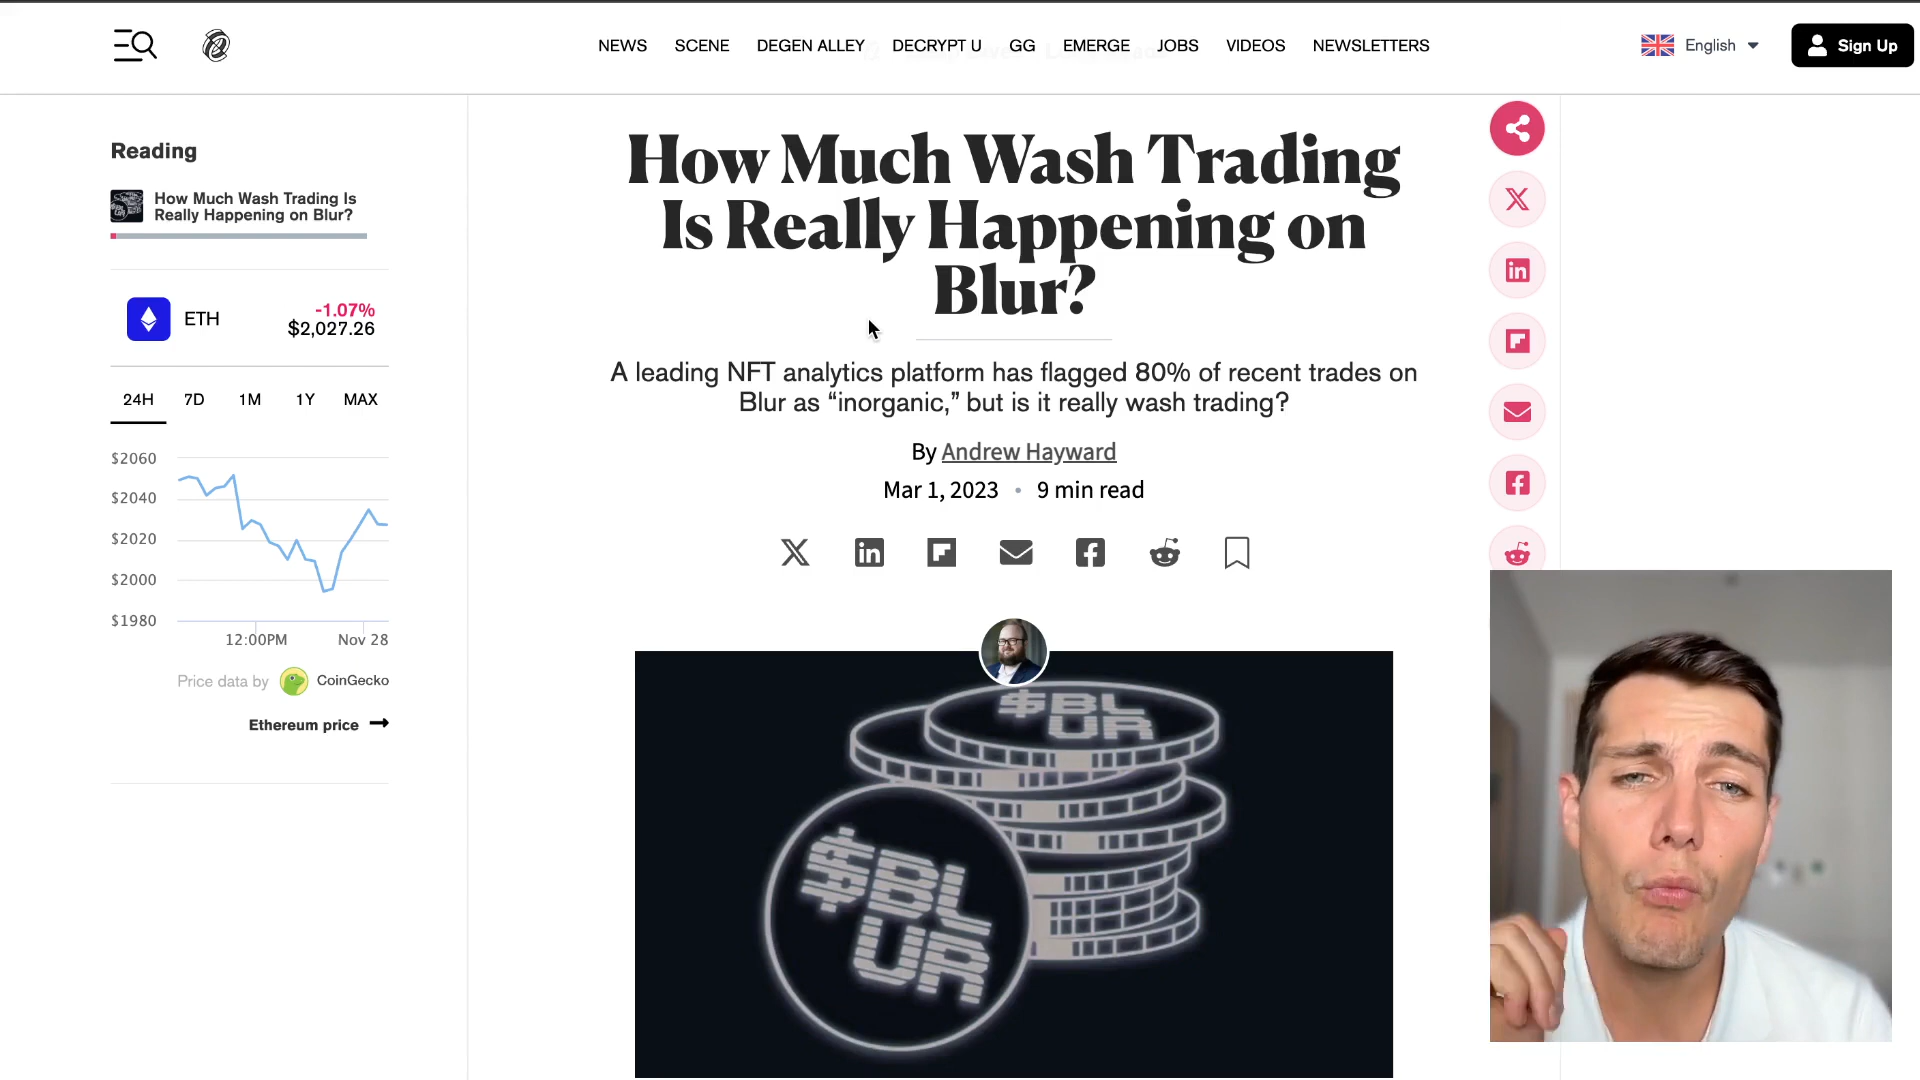 NEWS SCENE DEGEN ALLEY DECRYPT U GG EMERGE JOBS VIDEOS NEWSLETTERS
English
Sign Up
Reading
How Much Wash Trading Is
Really Happening on Blur?
ETH
-1.07%
$2,027.26
24H 7D 1M 1Y MAX
$2060
$2040
$2020
$2000
$1980
12:00PM Nov 28
Price data by CoinGecko
Ethereum price
How Much Wash Trading
Is Really Happening on
Blur?
A leading NFT analytics platform has flagged 80% of recent trades on
Blur as “inorganic,” but is it really wash trading?
By Andrew Hayward
Mar 1, 2023 • 9 min read
$BL
UR
$BL
UR